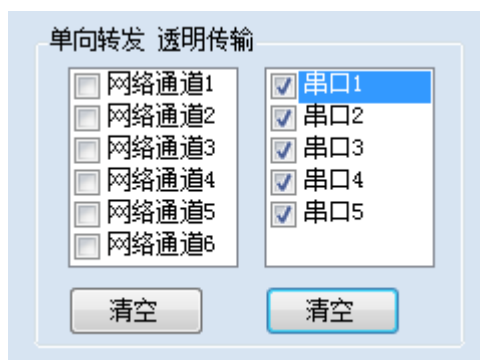 单向转发 透明传输
网络通道1
网络通道2
网络通道3
网络通道4
网络通道5
网络通道6
串口1
串口2
串口3
串口4
串口5
清空
清空